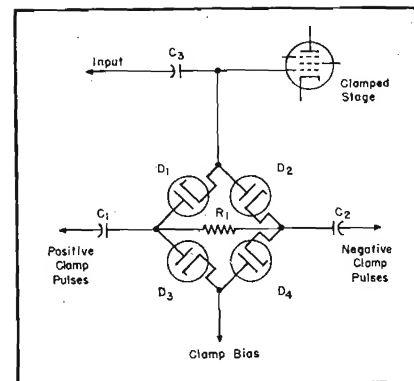 C3
Input
Clamped
Stage
D1
D2
C1
R1
C2
Positive
Clamp
Pulses
Negative
Clamp
Pulses
D3
D4
Clamp Bias